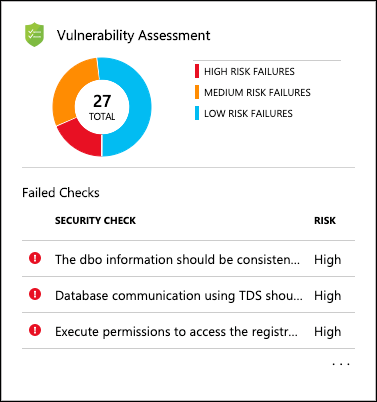 Vulnerability Assessment
27
TOTAL
HIGH RISK FAILURES
MEDIUM RISK FAILURES
LOW RISK FAILURES
Failed Checks
SECURITY CHECK RISK
The dbo information should be consisten... High
Database communication using TDS shou... High
Execute permissions to access the registr... High
...